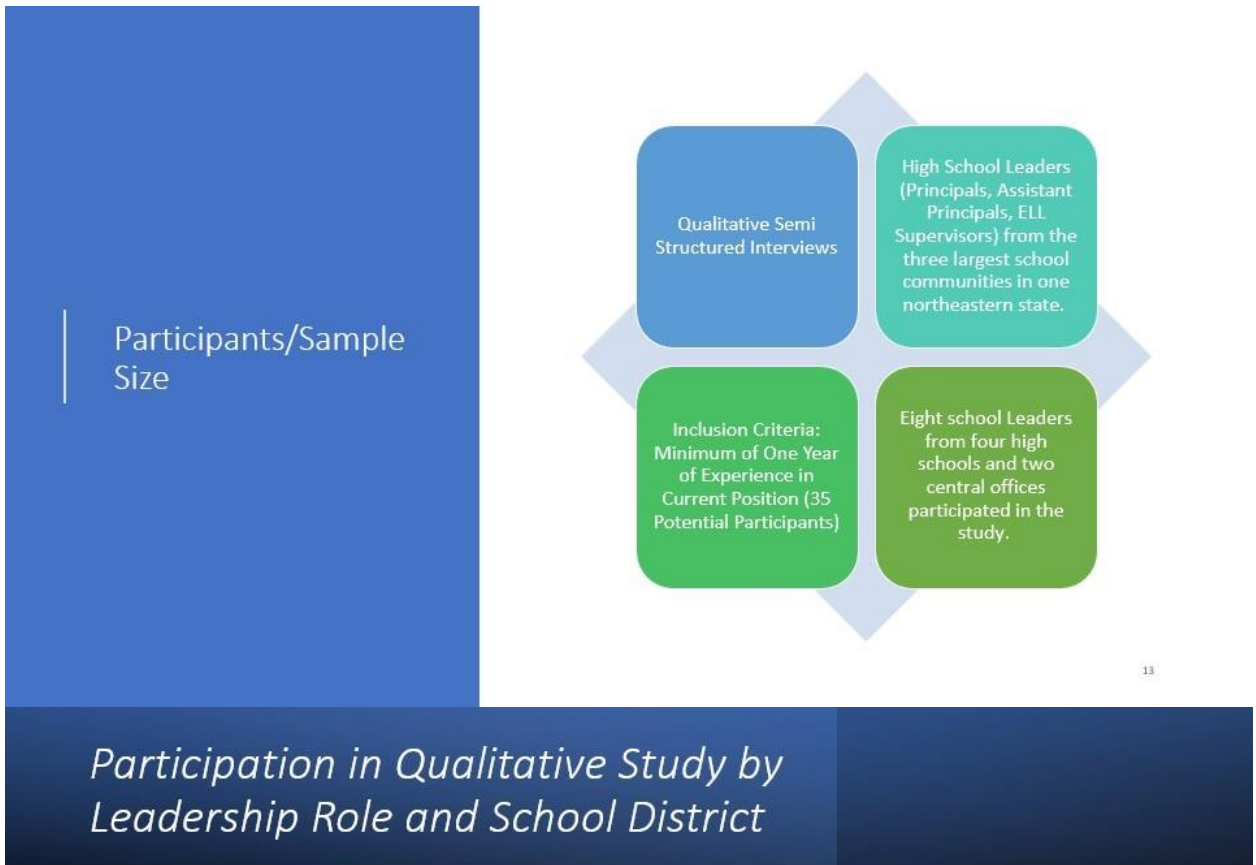 Participants/Sample
Size
Qualitative Semi
Structured Interviews
High School Leaders
(Principals, Assistant
Principals, ELL
Supervisors) from the
three largest school
communities in one
northeastern state.
Inclusion Criteria:
Minimum of One Year
of Experience in
Current Position (35
Potential Participants)
Eight school Leaders
from four high
schools and two
central offices
participated in the
study.
13
Participation in Qualitative Study by
Leadership Role and School District